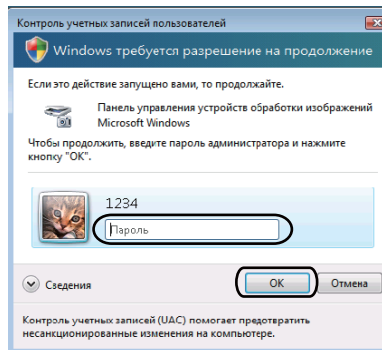 Контроль учетных записей пользователей
Windows требуется разрешение на продолжение
Если это действие запущено вами, то продолжайте.
Панель управления устройств обработки изображений
Microsoft Windows
Чтобы продолжить, введите пароль администратора и нажмите
кнопку "OK".
1234
Пароль
Сведения
OK
Отмена
Контроль учетных записей (UAC) помогает предотвратить
несанкционированные изменения на компьютере.